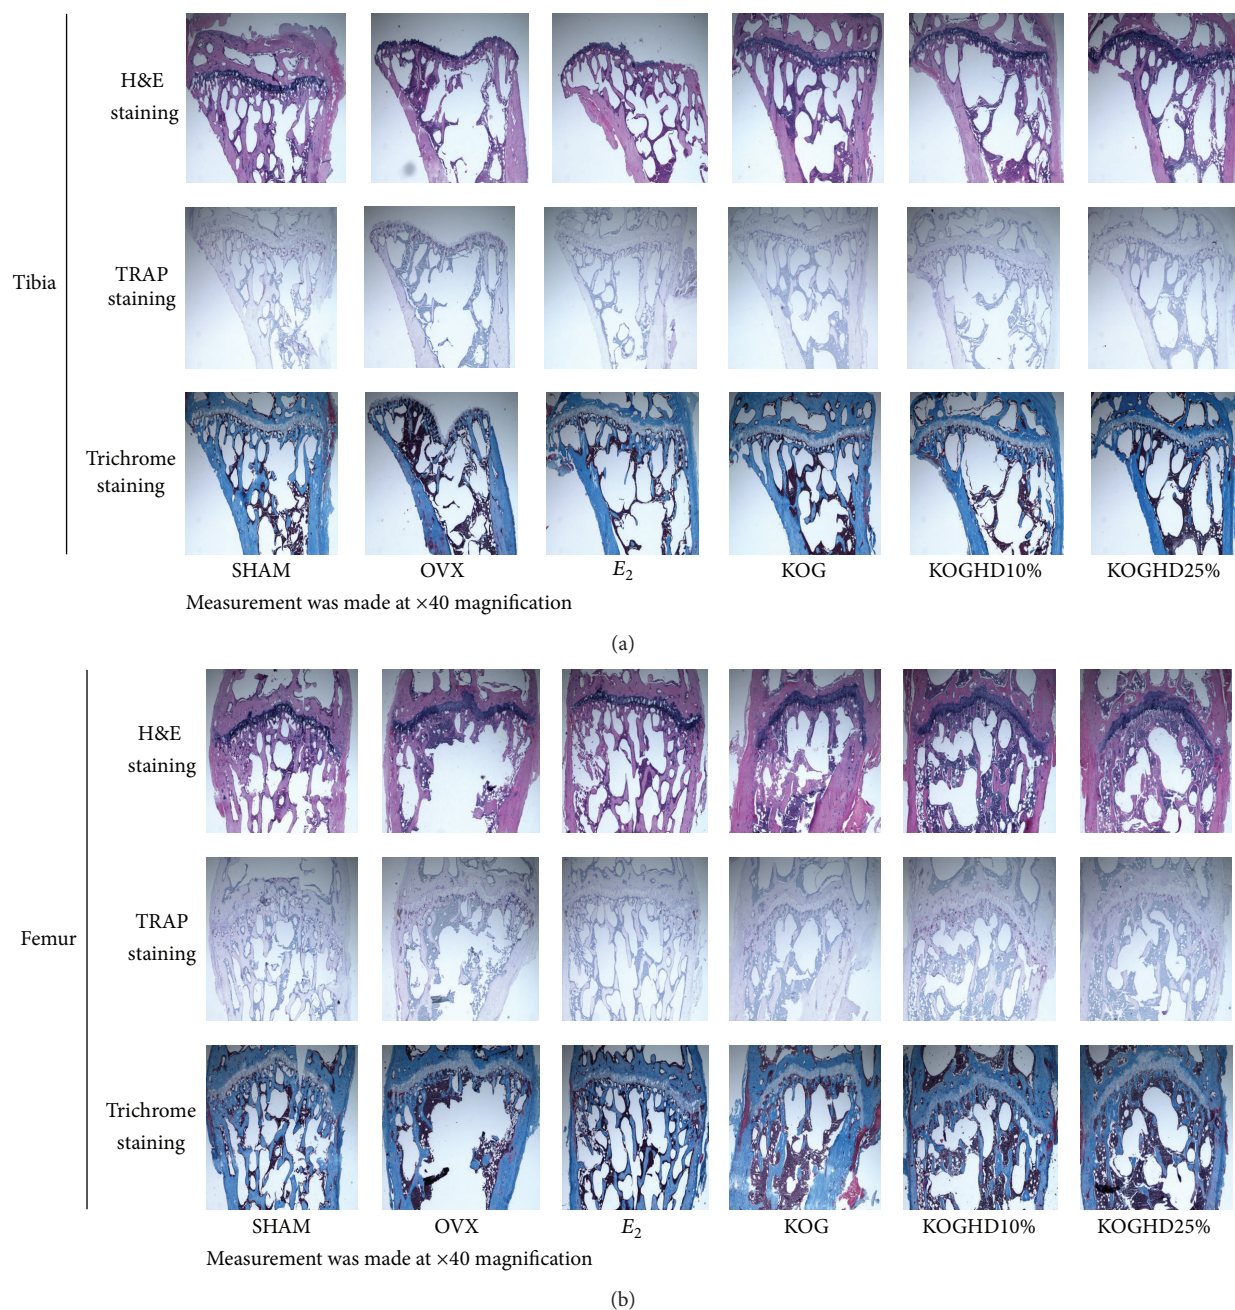 H&E
staining
TRAP
staining
Tibia
Trichrome
staining
SHAM OVX E2 KOG KOGHD10% KOGHD25%
Measurement was made at ×40 magnification
(a)
H&E
staining
TRAP
staining
Femur
Trichrome
staining
SHAM OVX E2 KOG KOGHD10% KOGHD25%
Measurement was made at ×40 magnification
(b)